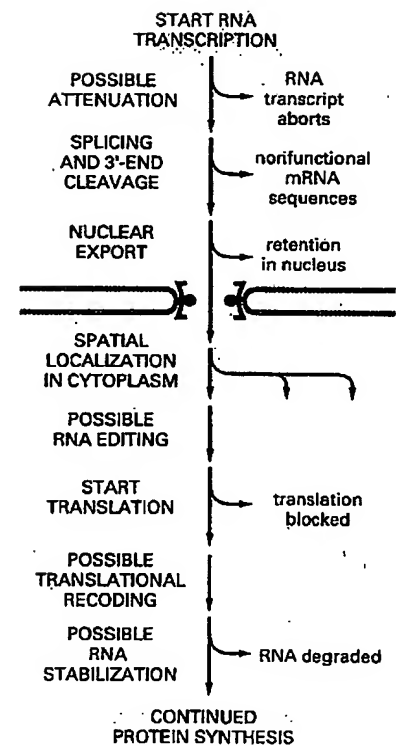 START RNA
TRANSCRIPTION
POSSIBLE
ATTENUATION
RNA
transcript
aborts
SPLICING
AND 3'-END
CLEAVAGE
norifunctional
mRNA
sequences
NUCLEAR
EXPORT
retention
in nucleus
SPATIAL
LOCALIZATION
IN CYTOPLASM
POSSIBLE
RNA EDITING
START
TRANSLATION
translation
blocked
POSSIBLE
TRANSLATIONAL
RECODING
POSSIBLE
RNA
STABILIZATION
RNA degraded
CONTINUED
PROTEIN SYNTHESIS